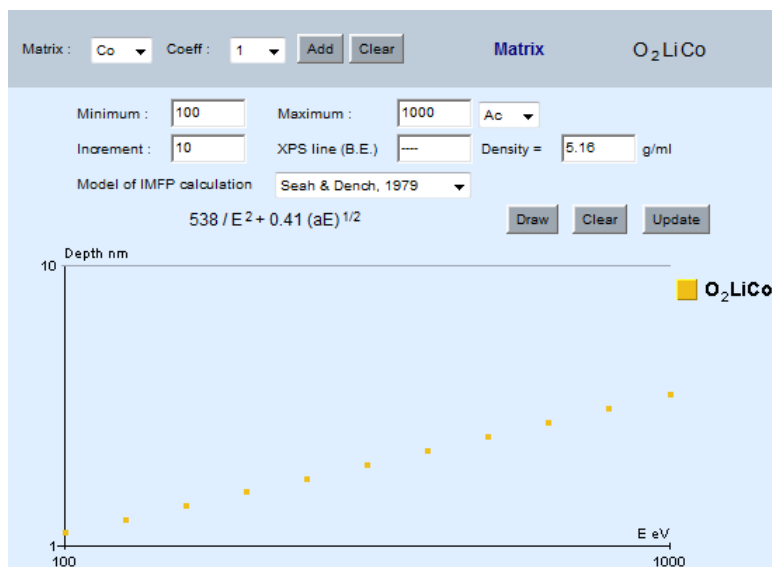 Matrix : Co Coeff : 1 Add Clear Matrix O2LiCo
Minimum : 100 Maximum : 1000 Ac
Increment : 10 XPS line (B.E.) ---- Density = 5.16 g/ml
Model of IMFP calculation Seah & Dench, 1979
538 / E2 + 0.41 (aE)1/2 Draw Clear Update
Depth nm
10
O2LiCo
E eV
1
100 1000